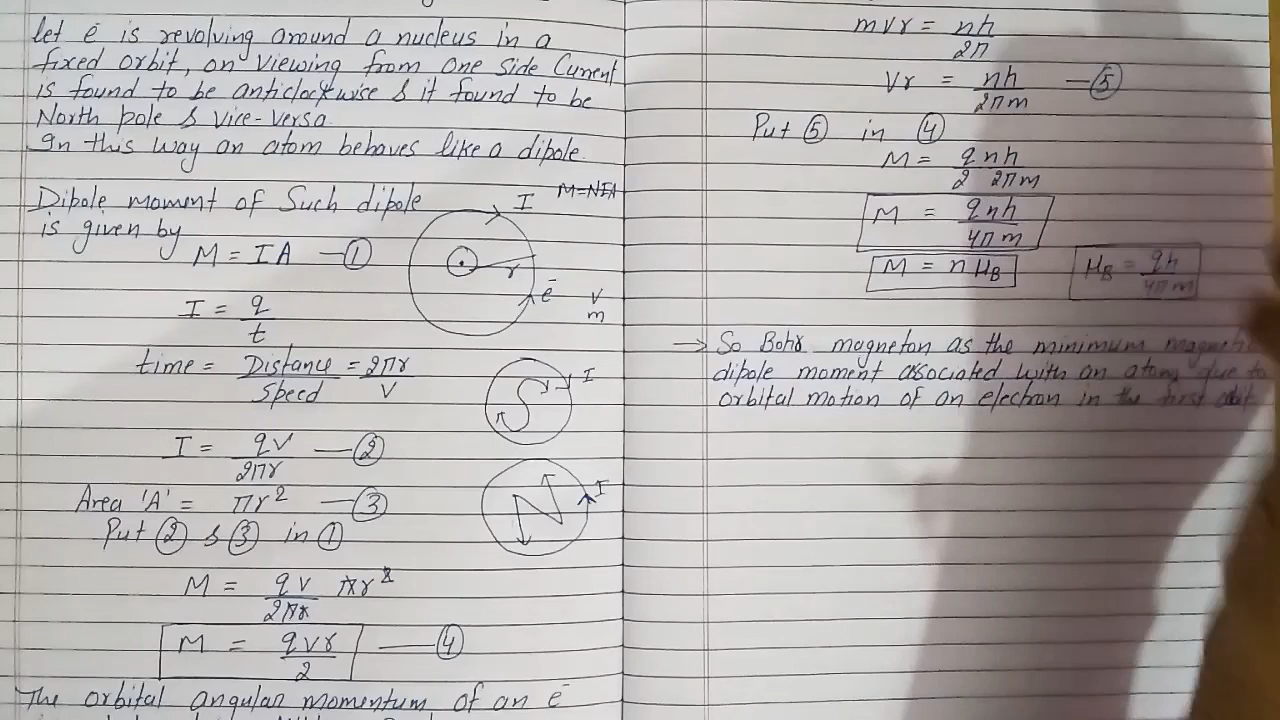 let ē is revolving around a nucleus in a
fixed orbit, on viewing from one side Current
is found to be anticlockwise & it found to be
North pole & vice-versa.
In this way an atom behaves like a dipole.
Dipole moment of Such dipole
is given by
M = IA —①
M=NIA
I
r
ē
V
m
I = q/t
time = Distance/Speed = 2πr/V
S
I
I = qv/2πr —②
Area 'A' = πr² —③
Put ② & ③ in ①
N
I
M = qv/2πr πr²
M = qvr/2 —④
The orbital angular momentum of an ē
mvr = nh/2π
Vr = nh/2πm —⑤
Put ⑤ in ④
M = q nh/2 2πm
M = qnh/4πm
M = n μB
μB = qh/4πm
→ So Bohr magneton as the minimum magnetic
dipole moment associated with an atom due to
orbital motion of an electron in the first orbit